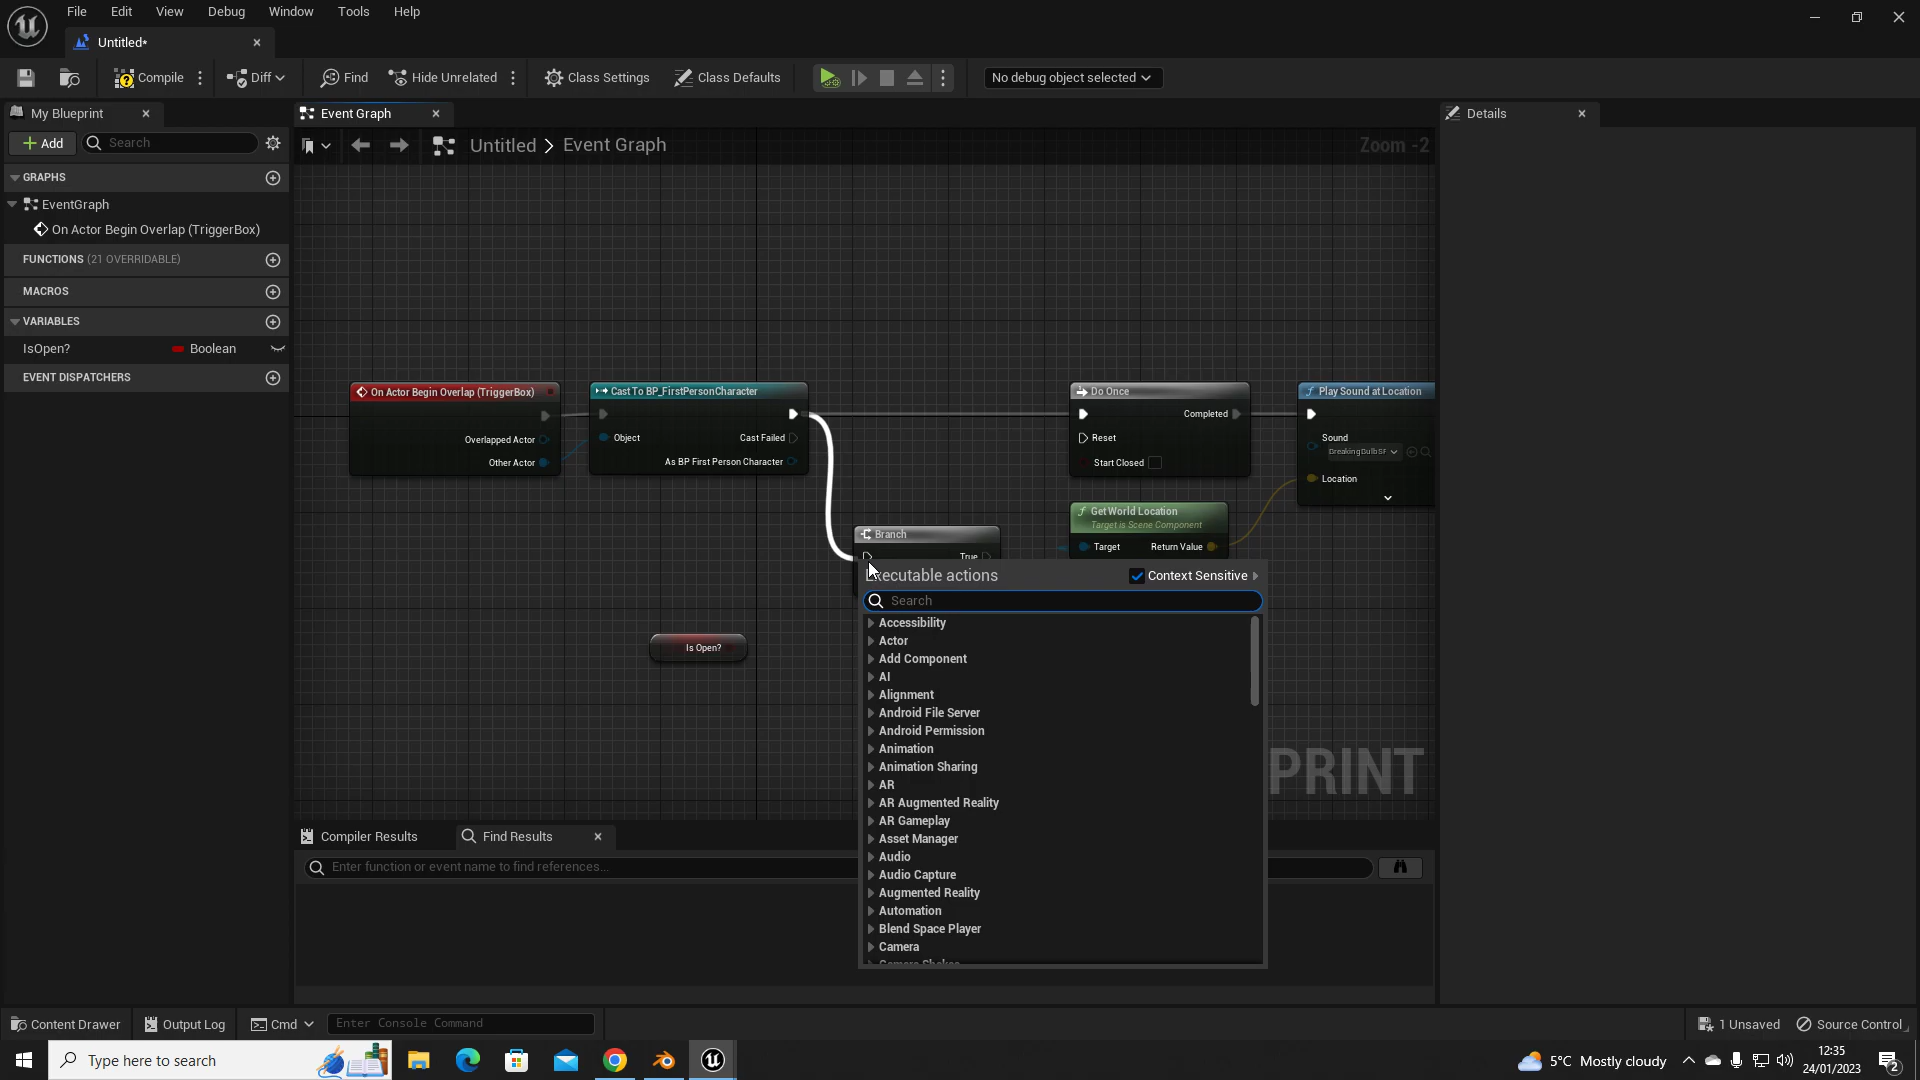 File Edit View Debug Window Tools Help
Untitled*
Compile Diff Find Hide Unrelated Class Settings Class Defaults No debug object selected
My Blueprint
Event Graph
Details
Add Search
Untitled > Event Graph
Zoom -2
GRAPHS
EventGraph
On Actor Begin Overlap (TriggerBox)
FUNCTIONS (21 OVERRIDABLE)
MACROS
VARIABLES
IsOpen? Boolean
EVENT DISPATCHERS
On Actor Begin Overlap (TriggerBox)
Overlapped Actor
Other Actor
Cast To BP_FirstPersonCharacter
Object Cast Failed
As BP First Person Character
Do Once
Completed
Reset
Start Closed
Play Sound at Location
Sound
BreakingBulbSF
Location
Get World Location
Target is Scene Component
Target Return Value
Branch
True
Is Open?
Executable actions Context Sensitive
Search
Accessibility
Actor
Add Component
AI
Alignment
Android File Server
Android Permission
Animation
Animation Sharing
AR
AR Augmented Reality
AR Gameplay
Asset Manager
Audio
Audio Capture
Augmented Reality
Automation
Blend Space Player
Camera
Camera Shakes
PRINT
Compiler Results Find Results
Enter function or event name to find references...
Content Drawer Output Log Cmd Enter Console Command 1 Unsaved Source Control
Type here to search
5°C Mostly cloudy
12:35
24/01/2023
2